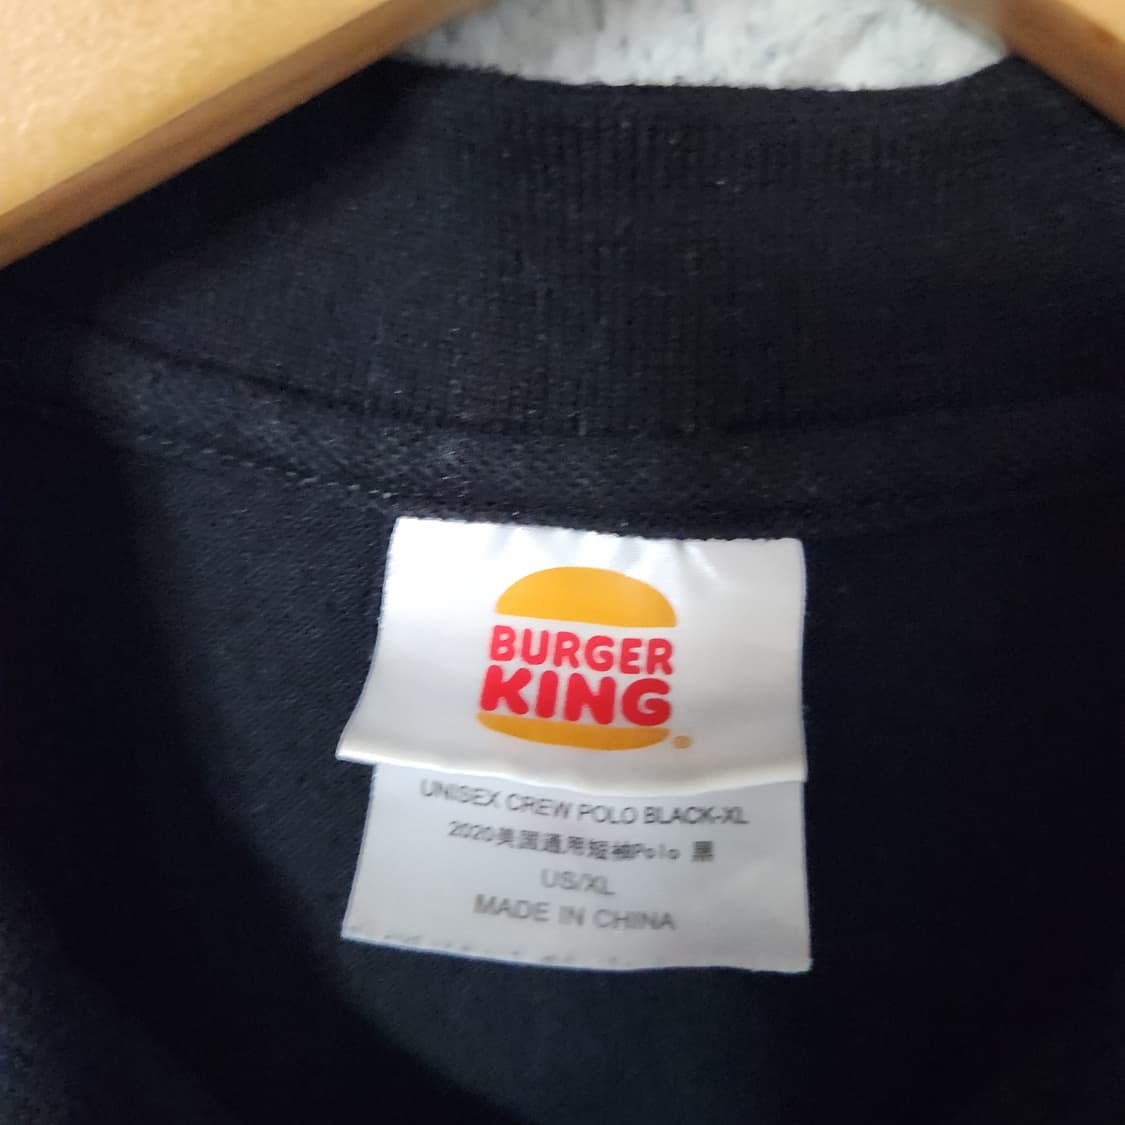 BURGER
KING®
UNISEX CREW POLO BLACK-XL
2020美国通用短袖Polo 黑
US/XL
MADE IN CHINA